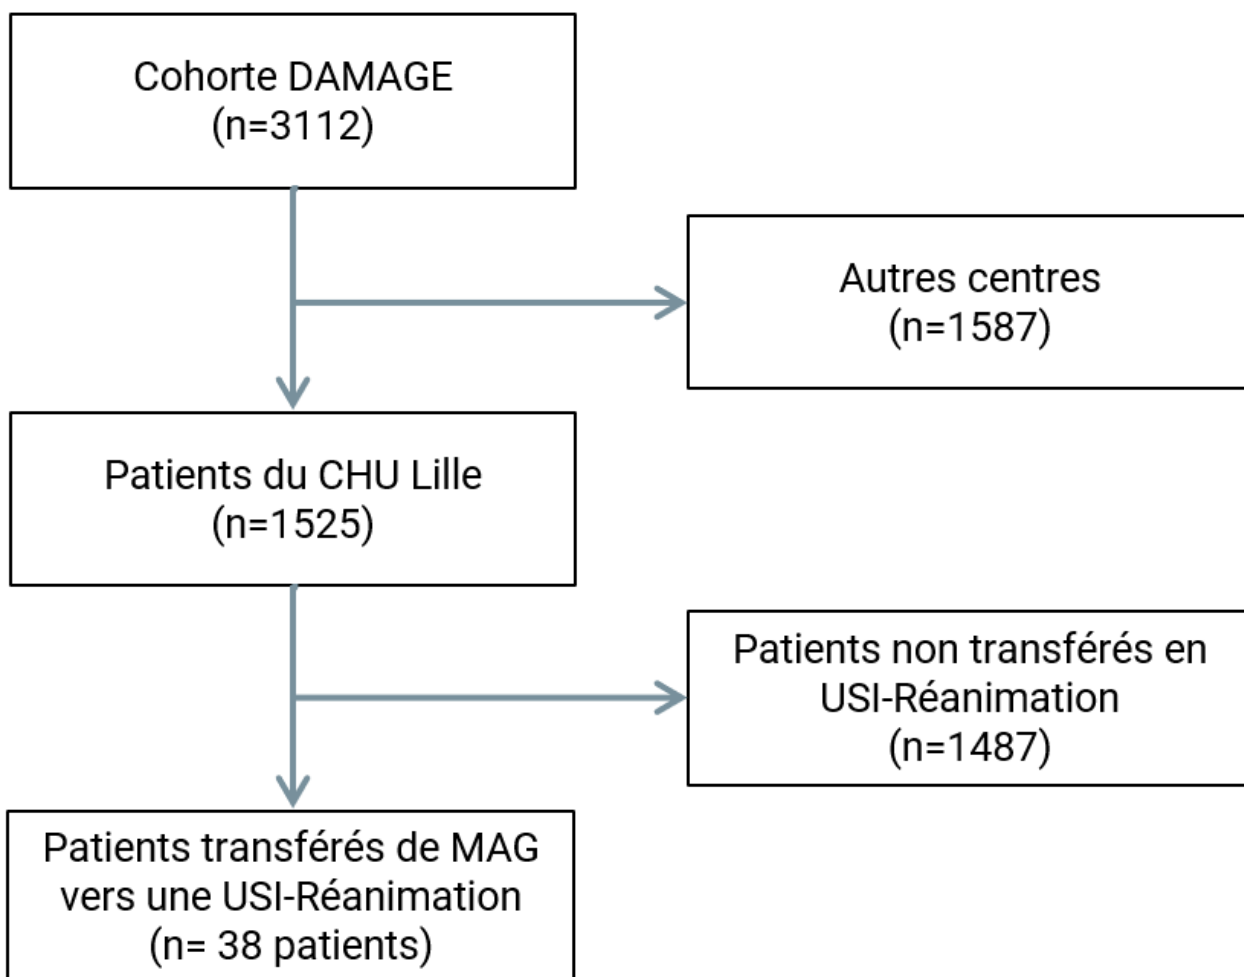 Cohorte DAMAGE
(n=3112)
Autres centres
(n=1587)
Patients du CHU Lille
(n=1525)
Patients non transférés en
USI-Réanimation
(n=1487)
Patients transférés de MAG
vers une USI-Réanimation
(n= 38 patients)